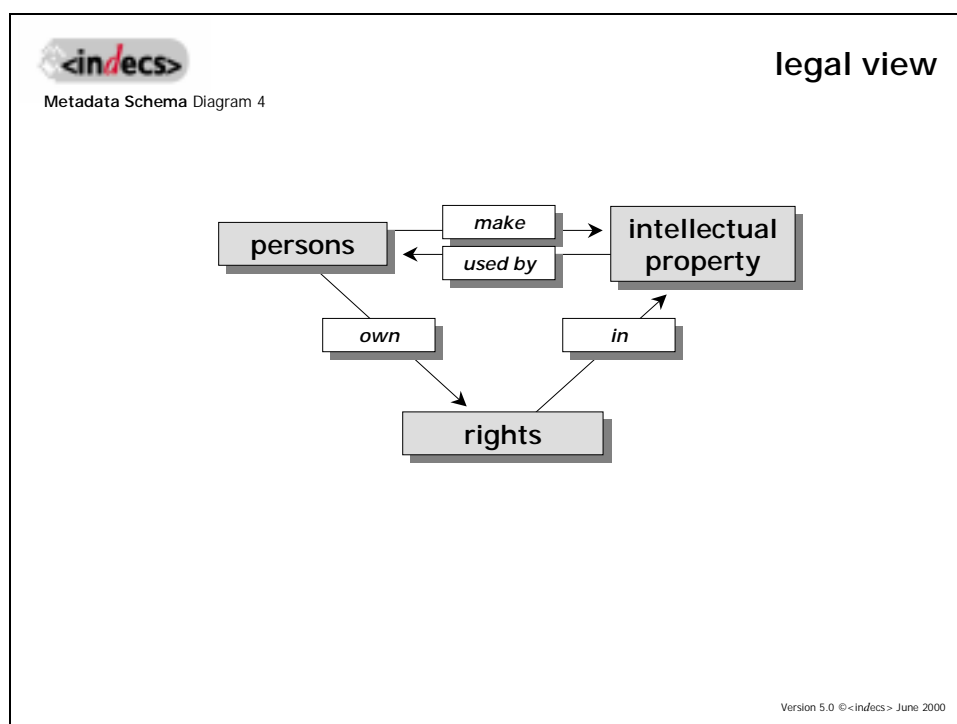 <indecs>
legal view
Metadata Schema Diagram 4
make
persons
intellectual
property
used by
own
in
rights
Version 5.0 ©<indecs> June 2000